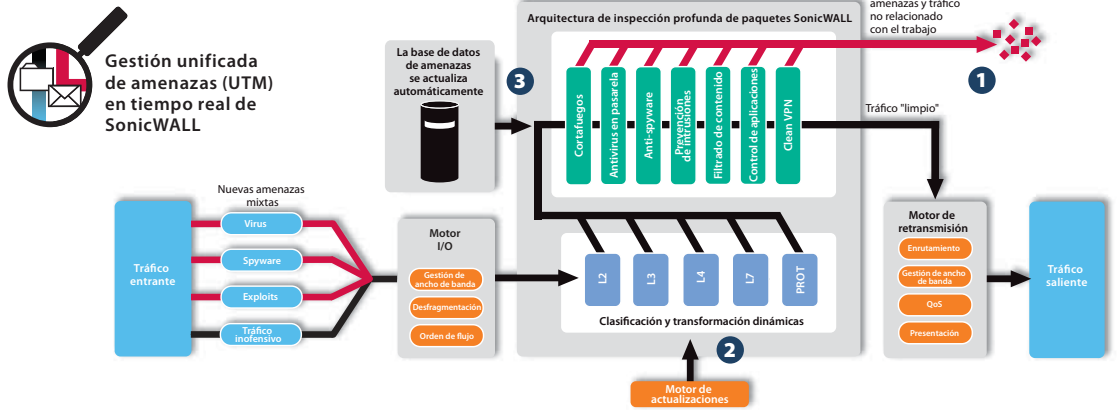 Gestión unificada
de amenazas (UTM)
en tiempo real de
SonicWALL
La base de datos
de amenazas
se actualiza
automáticamente
3
Arquitectura de inspección profunda de paquetes SonicWALL
amenazas y tráfico
no relacionado
con el trabajo
1
Cortafuegos
Antivirus en pasarela
Anti-spyware
Prevención
de intrusiones
Filtrado de contenido
Control de aplicaciones
Clean VPN
Tráfico "limpio"
Nuevas amenazas
mixtas
Tráfico
entrante
Virus
Spyware
Exploits
Tráfico
inofensivo
Motor
I/O
Gestión de
ancho de banda
Desfragmentación
Orden de flujo
L2
L3
L4
L7
PROT
Clasificación y transformación dinámicas
2
Motor de
actualizaciones
Motor de
retransmisión
Enrutamiento
Gestión de ancho
de banda
QoS
Presentación
Tráfico
saliente